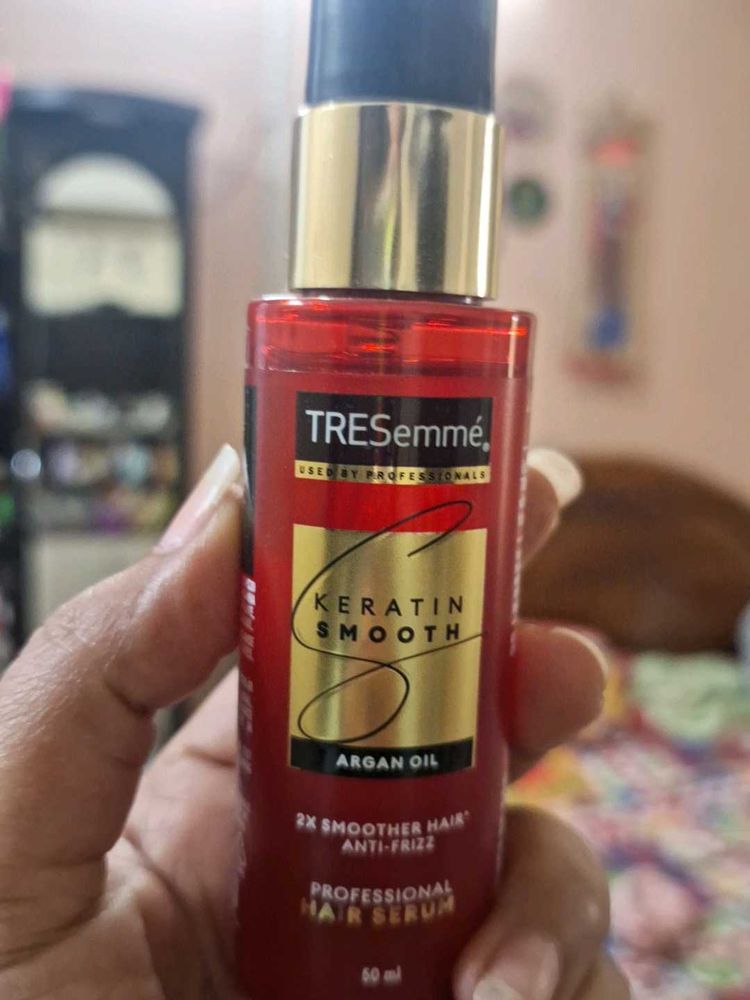 TRESemmé®
USED BY PROFESSIONALS
KERATIN
SMOOTH
ARGAN OIL
2X SMOOTHER HAIR*
ANTI-FRIZZ
PROFESSIONAL
HAIR SERUM
50 ml